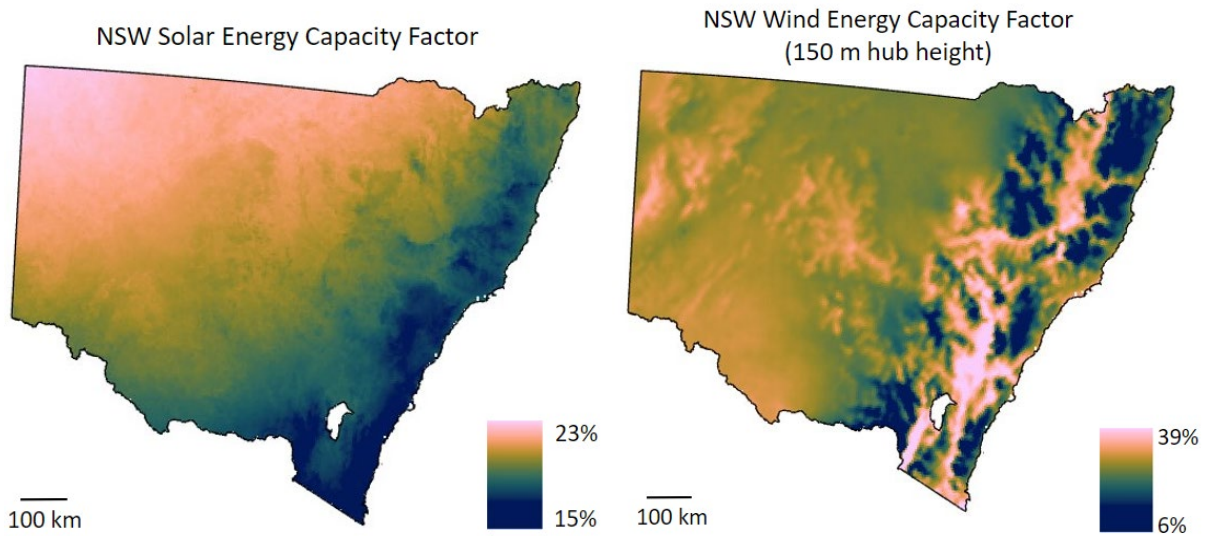 NSW Solar Energy Capacity Factor
23%
15%
100 km
NSW Wind Energy Capacity Factor
(150 m hub height)
39%
6%
100 km